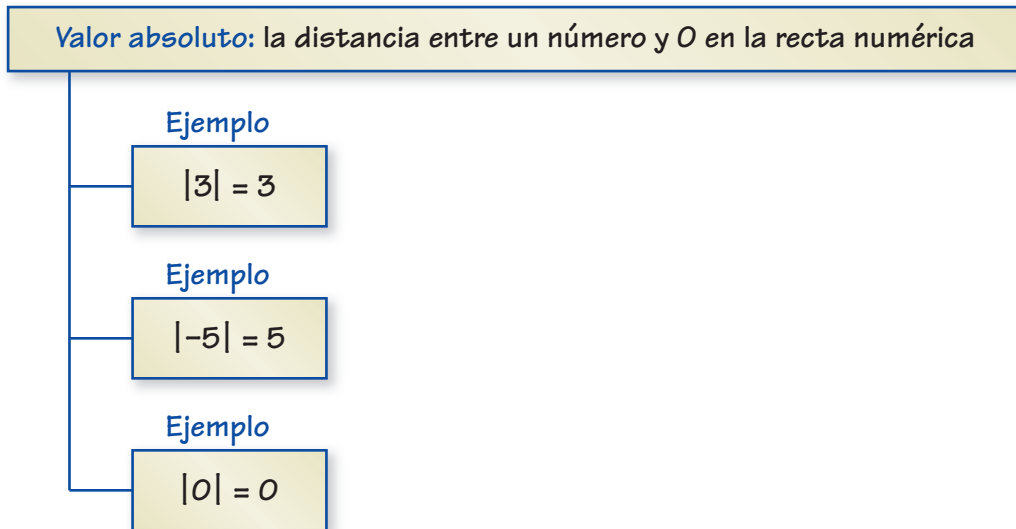 Valor absoluto: la distancia entre un número y 0 en la recta numérica
Ejemplo
|3| = 3
Ejemplo
|-5| = 5
Ejemplo
|0| = 0